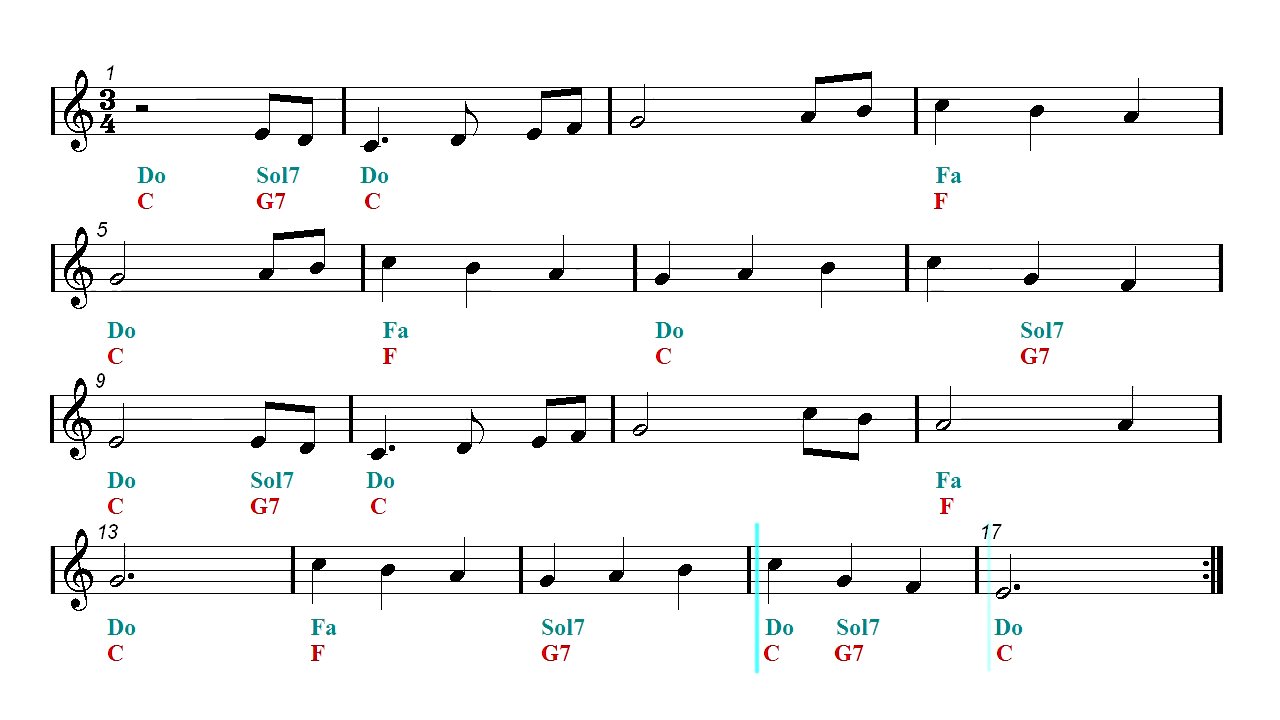 1
3
4
Do Sol7 Do Fa
C G7 C F
5
Do Fa Do Sol7
C F C G7
9
Do Sol7 Do Fa
C G7 C F
13 17
Do Fa Sol7 Do Sol7 Do
C F G7 C G7 C